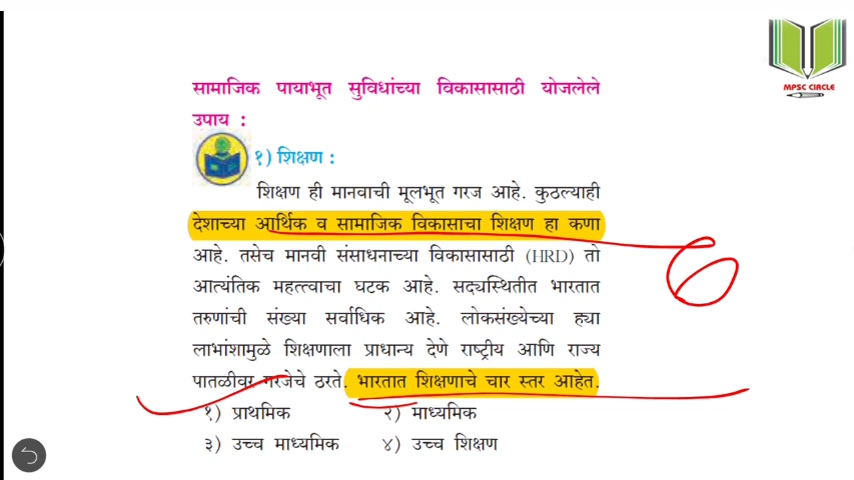 MPSC CIRCLE
सामाजिक पायाभूत सुविधांच्या विकासासाठी योजलेले
उपाय :
१) शिक्षण :
शिक्षण ही मानवाची मूलभूत गरज आहे. कुठल्याही
देशाच्या आर्थिक व सामाजिक विकासाचा शिक्षण हा कणा
आहे. तसेच मानवी संसाधनाच्या विकासासाठी (HRD) तो
आत्यंतिक महत्त्वाचा घटक आहे. सद्यस्थितीत भारतात
तरुणांची संख्या सर्वाधिक आहे. लोकसंख्येच्या ह्या
लाभांशामुळे शिक्षणाला प्राधान्य देणे राष्ट्रीय आणि राज्य
पातळीवर गरजेचे ठरते. भारतात शिक्षणाचे चार स्तर आहेत.
१) प्राथमिक २) माध्यमिक
३) उच्च माध्यमिक ४) उच्च शिक्षण